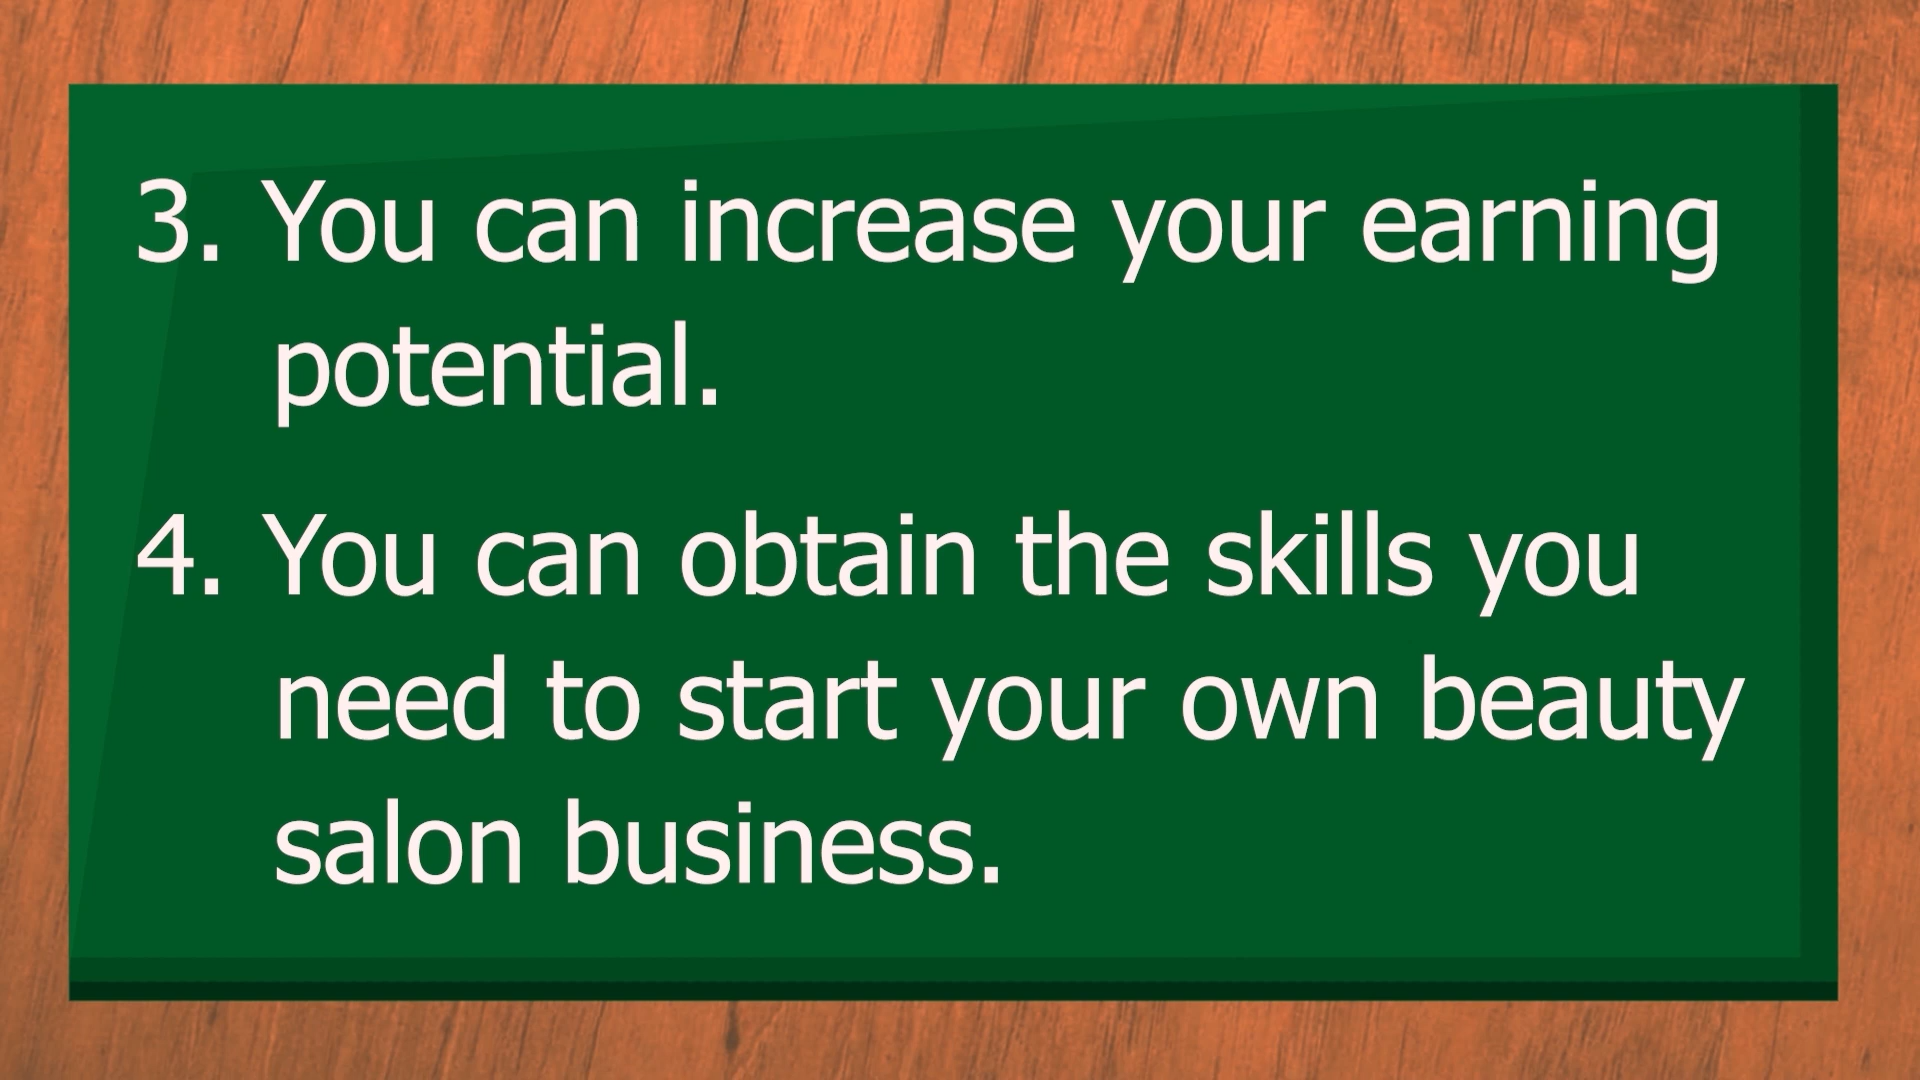 3. You can increase your earning
potential.
4. You can obtain the skills you
need to start your own beauty
salon business.